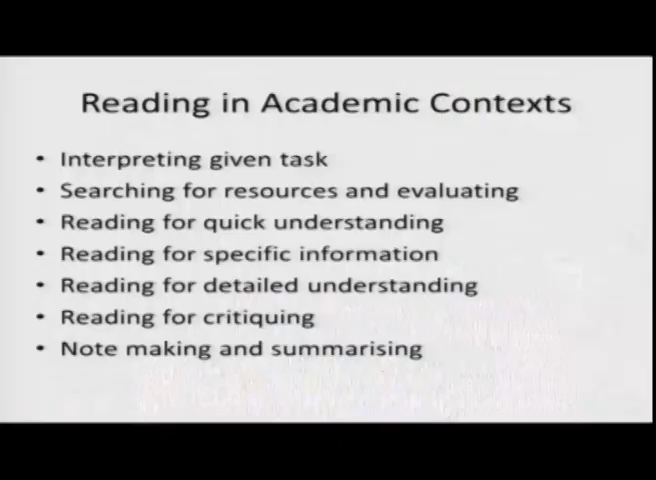 Reading in Academic Contexts
• Interpreting given task
• Searching for resources and evaluating
• Reading for quick understanding
• Reading for specific information
• Reading for detailed understanding
• Reading for critiquing
• Note making and summarising